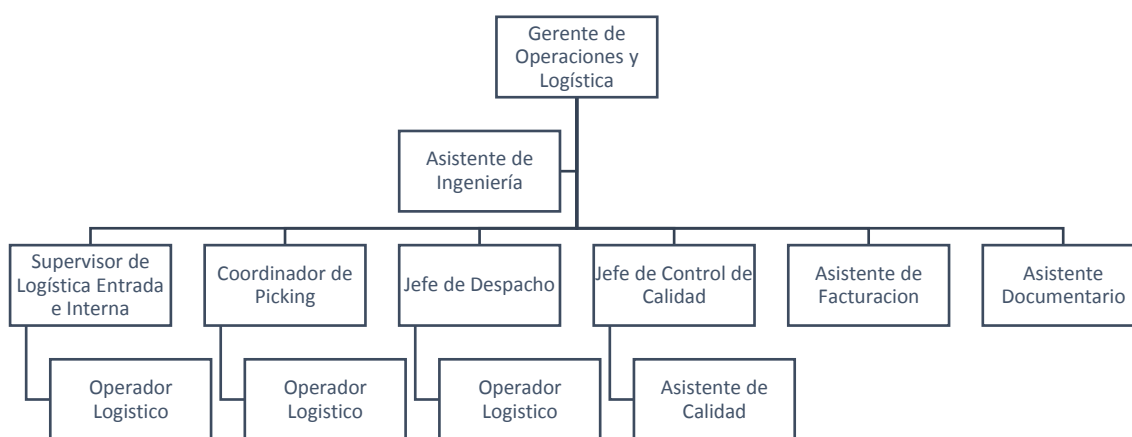 Gerente de
Operaciones y
Logística
Asistente de
Ingeniería
Supervisor de
Logística Entrada
e Interna
Coordinador de
Picking
Jefe de Despacho
Jefe de Control de
Calidad
Asistente de
Facturacion
Asistente
Documentario
Operador
Logistico
Operador
Logistico
Operador
Logistico
Asistente de
Calidad